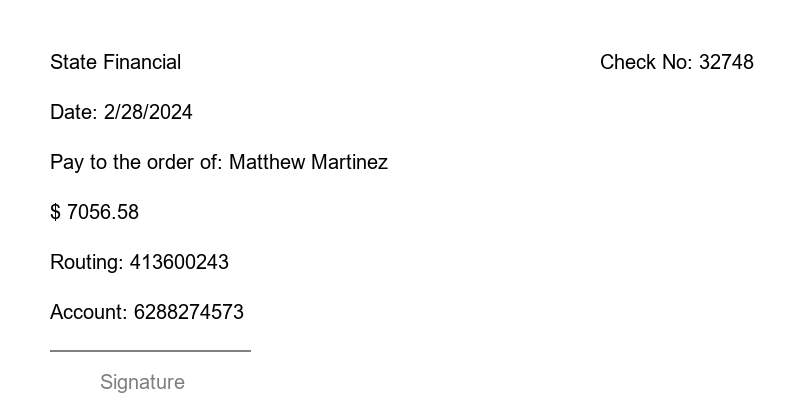 State Financial
Check No: 32748
Date: 2/28/2024
Pay to the order of: Matthew Martinez
$ 7056.58
Routing: 413600243
Account: 6288274573
Signature